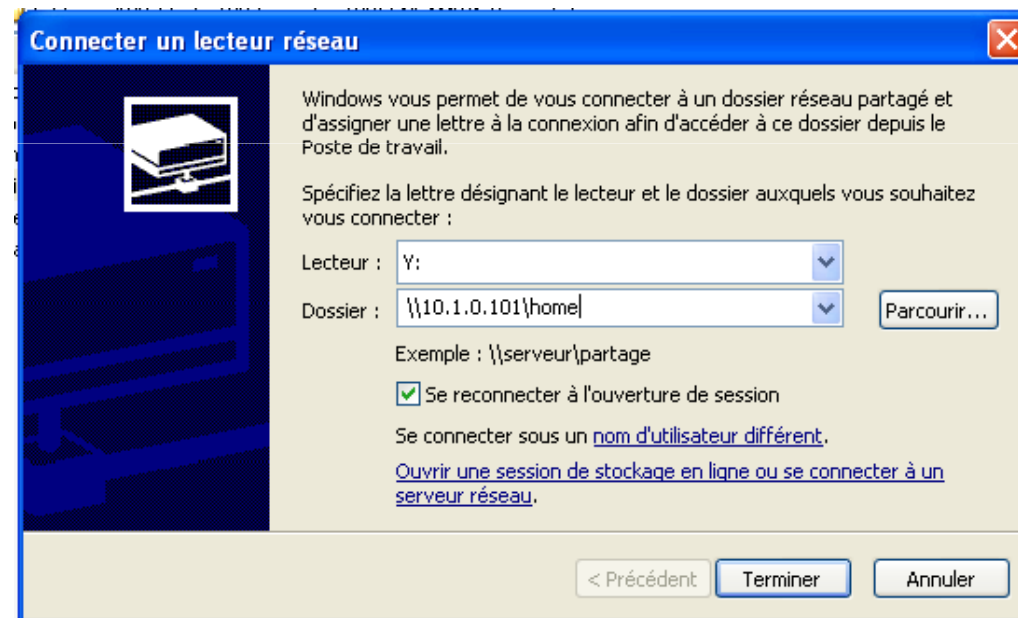 Connecter un lecteur réseau
Windows vous permet de vous connecter à un dossier réseau partagé et
d'assigner une lettre à la connexion afin d'accéder à ce dossier depuis le
Poste de travail.
Spécifiez la lettre désignant le lecteur et le dossier auxquels vous souhaitez
vous connecter :
Lecteur : Y:
Dossier : \\10.1.0.101\home Parcourir...
Exemple : \\serveur\partage
Se reconnecter à l'ouverture de session
Se connecter sous un nom d'utilisateur différent.
Ouvrir une session de stockage en ligne ou se connecter à un
serveur réseau.
< Précédent Terminer Annuler